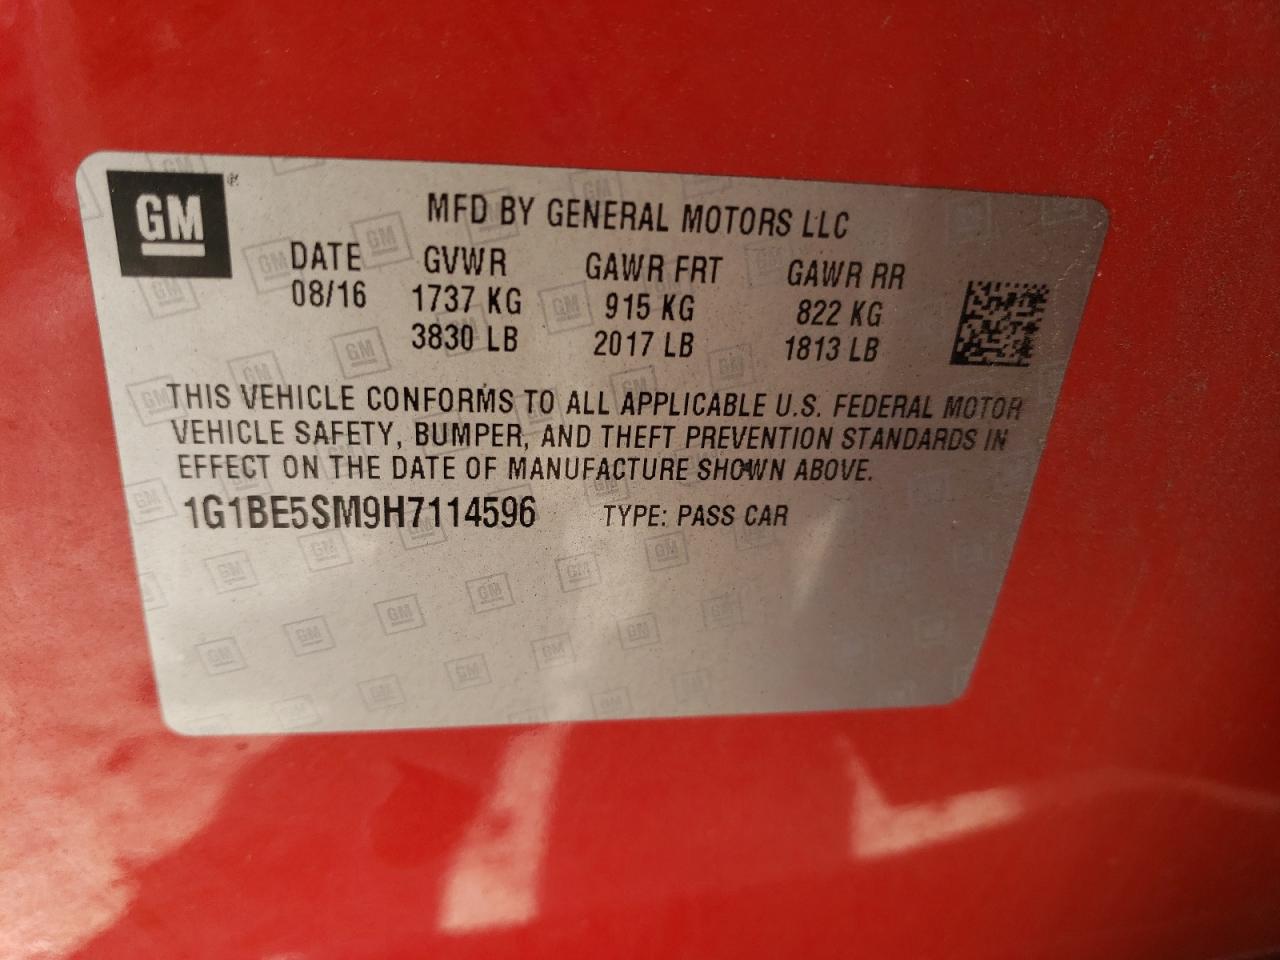 GM
MFD BY GENERAL MOTORS LLC
DATE GVWR GAWR FRT GAWR RR
08/16 1737 KG 915 KG 822 KG
3830 LB 2017 LB 1813 LB
THIS VEHICLE CONFORMS TO ALL APPLICABLE U.S. FEDERAL MOTOR
VEHICLE SAFETY, BUMPER, AND THEFT PREVENTION STANDARDS IN
EFFECT ON THE DATE OF MANUFACTURE SHOWN ABOVE.
1G1BE5SM9H7114596 TYPE: PASS CAR